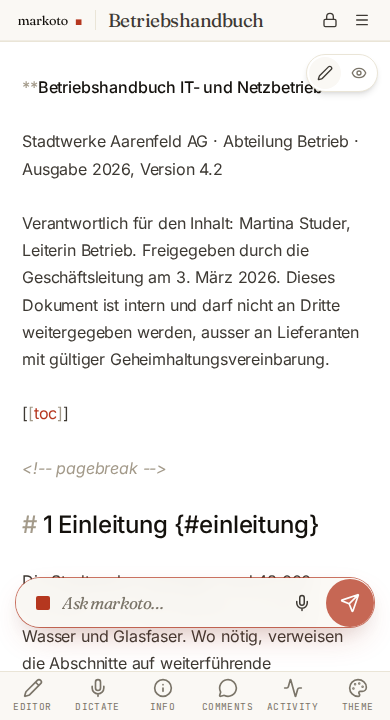 markoto
Betriebshandbuch
**Betriebshandbuch IT- und Netzbetrieb
Stadtwerke Aarenfeld AG · Abteilung Betrieb ·
Ausgabe 2026, Version 4.2
Verantwortlich für den Inhalt: Martina Studer,
Leiterin Betrieb. Freigegeben durch die
Geschäftsleitung am 3. März 2026. Dieses
Dokument ist intern und darf nicht an Dritte
weitergegeben werden, ausser an Lieferanten
mit gültiger Geheimhaltungsvereinbarung.
[[toc]]
<!-- pagebreak -->
# 1 Einleitung {#einleitung}
Ask markoto...
Wasser und Glasfaser. Wo nötig, verweisen
die Abschnitte auf weiterführende
EDITOR DICTATE INFO COMMENTS ACTIVITY THEME